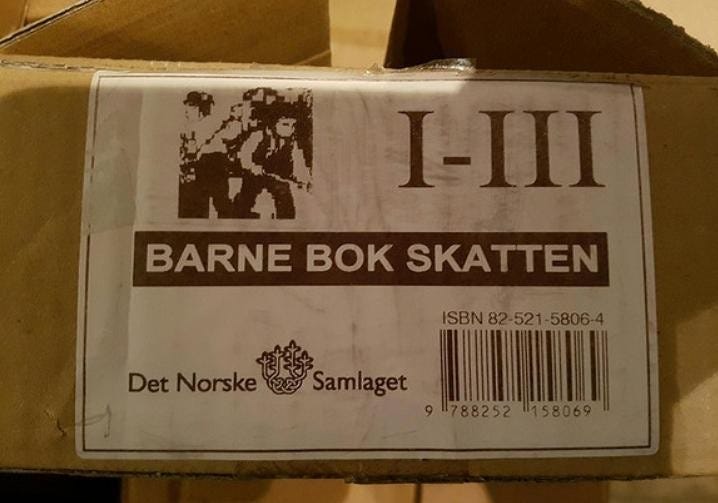 I-III
BARNE BOK SKATTEN
ISBN 82-521-5806-4
Det Norske Samlaget
9 788252 158069